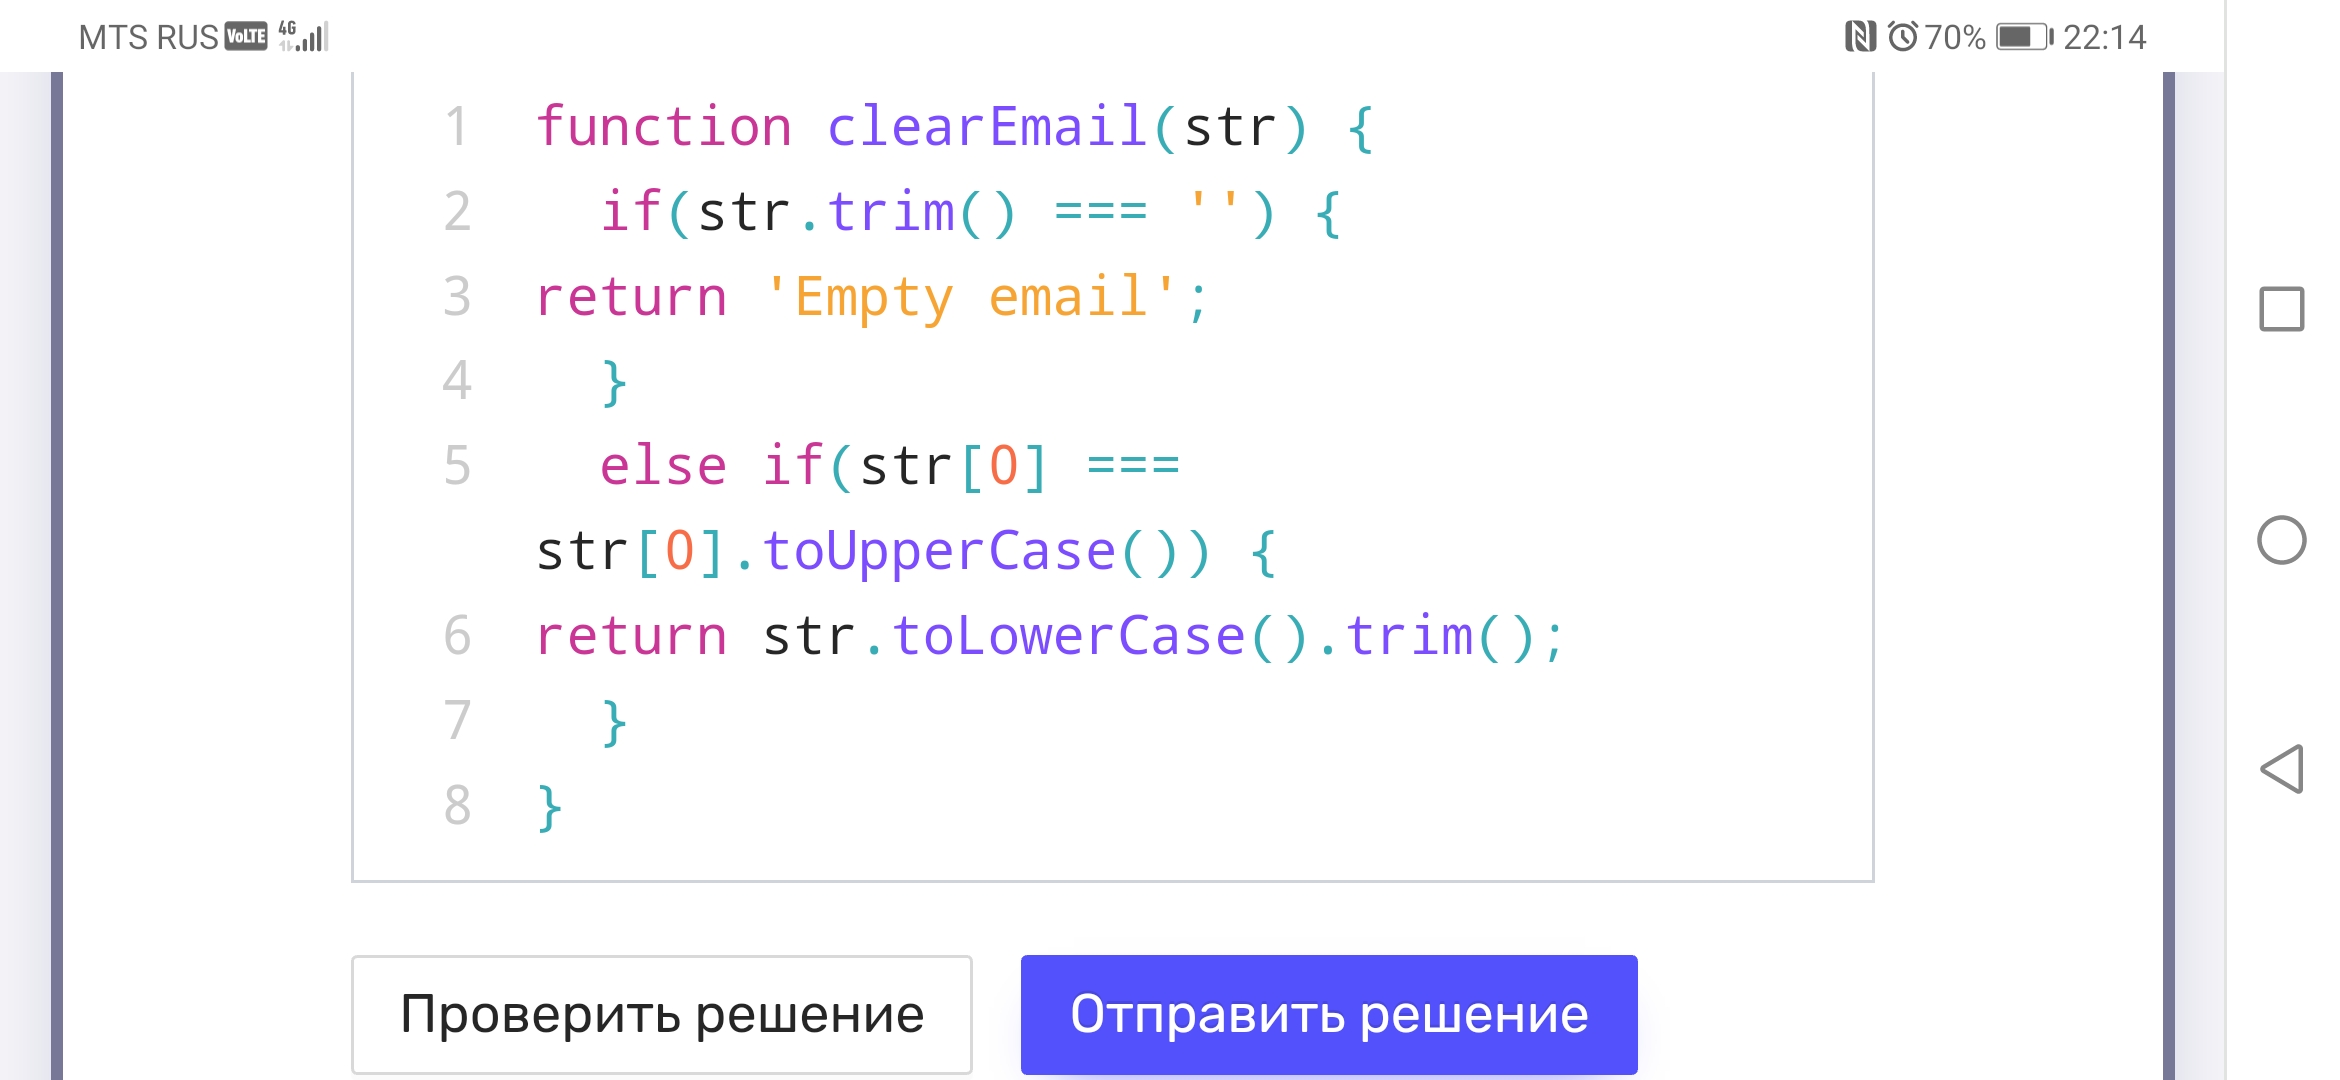 MTS RUS VoLTE 4G 70% 22:14
1 function clearEmail(str) {
2 if(str.trim() === '') {
3 return 'Empty email';
4 }
5 else if(str[0] ===
str[0].toUpperCase()) {
6 return str.toLowerCase().trim();
7 }
8 }
Проверить решение Отправить решение